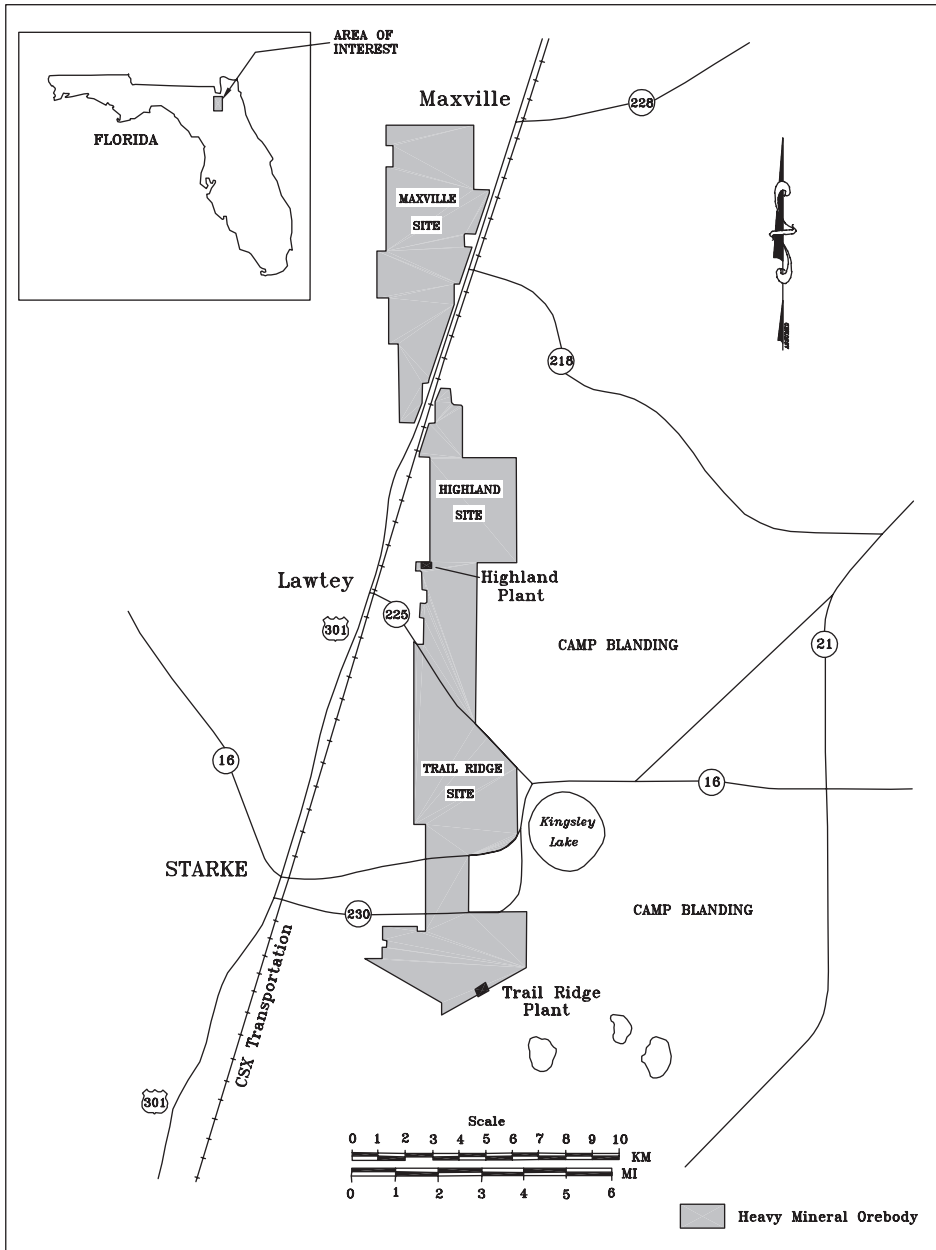 AREA OF
INTEREST
FLORIDA
Maxville
228
MAXVILLE
SITE
218
HIGHLAND
SITE
Lawtey
Highland
Plant
225
301
CAMP BLANDING
21
16
TRAIL RIDGE
SITE
16
Kingsley
Lake
STARKE
230
CAMP BLANDING
CSX Transportation
Trail Ridge
Plant
301
Scale
0 1 2 3 4 5 6 7 8 9 10
KM
MI
0 1 2 3 4 5 6
Heavy Mineral Orebody